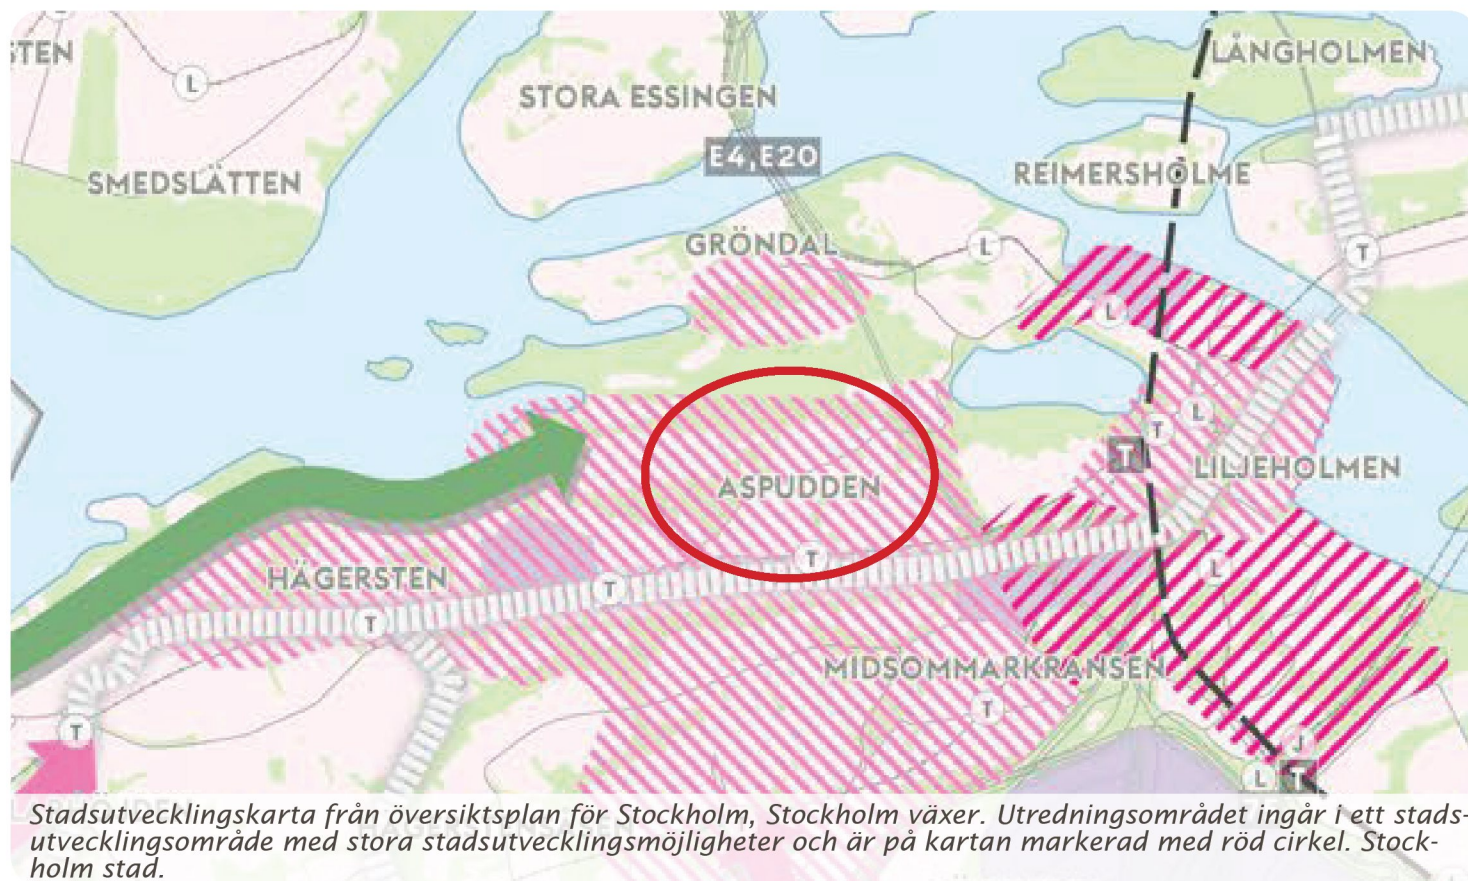 STEN
LÅNGHOLMEN
L
STORA ESSINGEN
E4,E20
SMEDSLÄTTEN
REIMERSHOLME
GRÖNDAL
L
T
L
L
T
T
ASPUDDEN
LILJEHOLMEN
T
HÄGERSTEN
T
L
T
MIDSOMMARKRANSEN
T
T
J
L
T
Stadsutvecklingskarta från översiktsplan för Stockholm, Stockholm växer. Utredningsområdet ingår i ett stads-
utvecklingsområde med stora stadsutvecklingsmöjligheter och är på kartan markerad med röd cirkel. Stock-
holm stad.